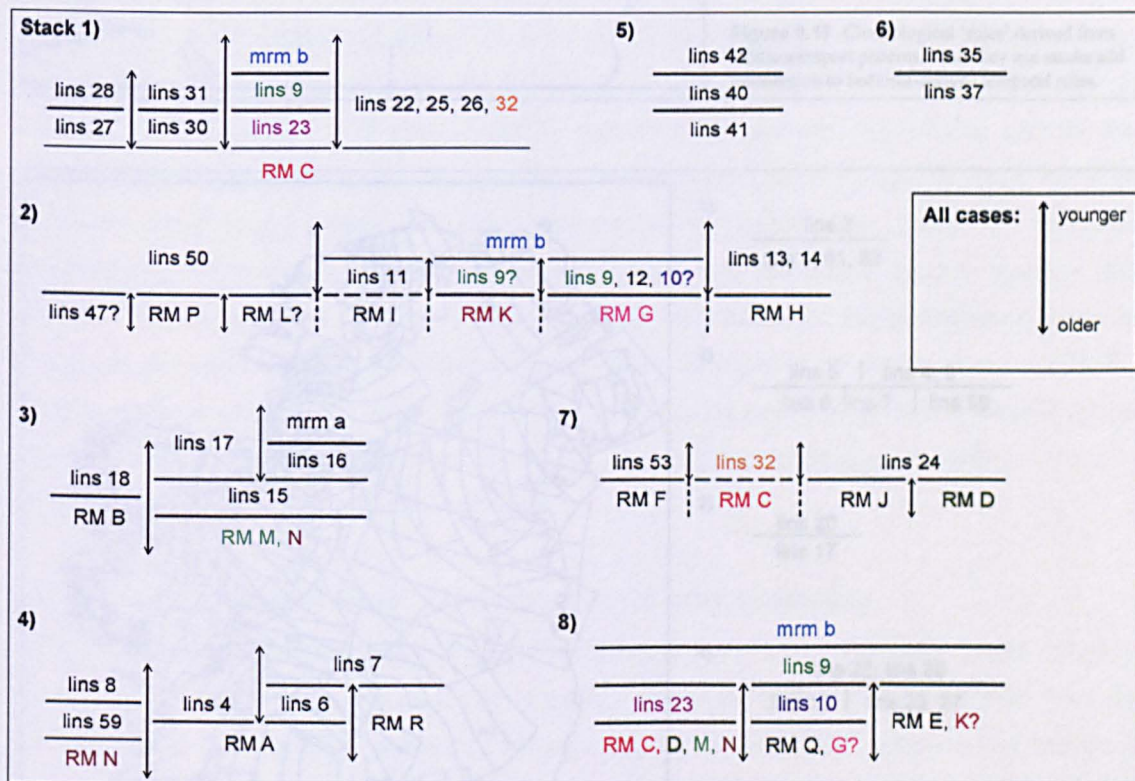 Stack 1)
mrm b
lins 28
lins 31
lins 9
lins 22, 25, 26, 32
lins 27
lins 30
lins 23
RM C
5)
lins 42
lins 40
lins 41
6)
lins 35
lins 37
All cases:
younger
older
2)
mrm b
lins 50
lins 11
lins 9?
lins 9, 12, 10?
lins 13, 14
lins 47?
RM P
RM L?
RM I
RM K
RM G
RM H
3)
lins 17
mrm a
lins 16
lins 18
lins 15
RM B
RM M, N
7)
lins 53
lins 32
lins 24
RM F
RM C
RM J
RM D
4)
lins 7
lins 8
lins 4
lins 6
RM R
lins 59
RM A
RM N
8)
mrm b
lins 9
lins 23
lins 10
RM E, K?
RM C, D, M, N
RM Q, G?